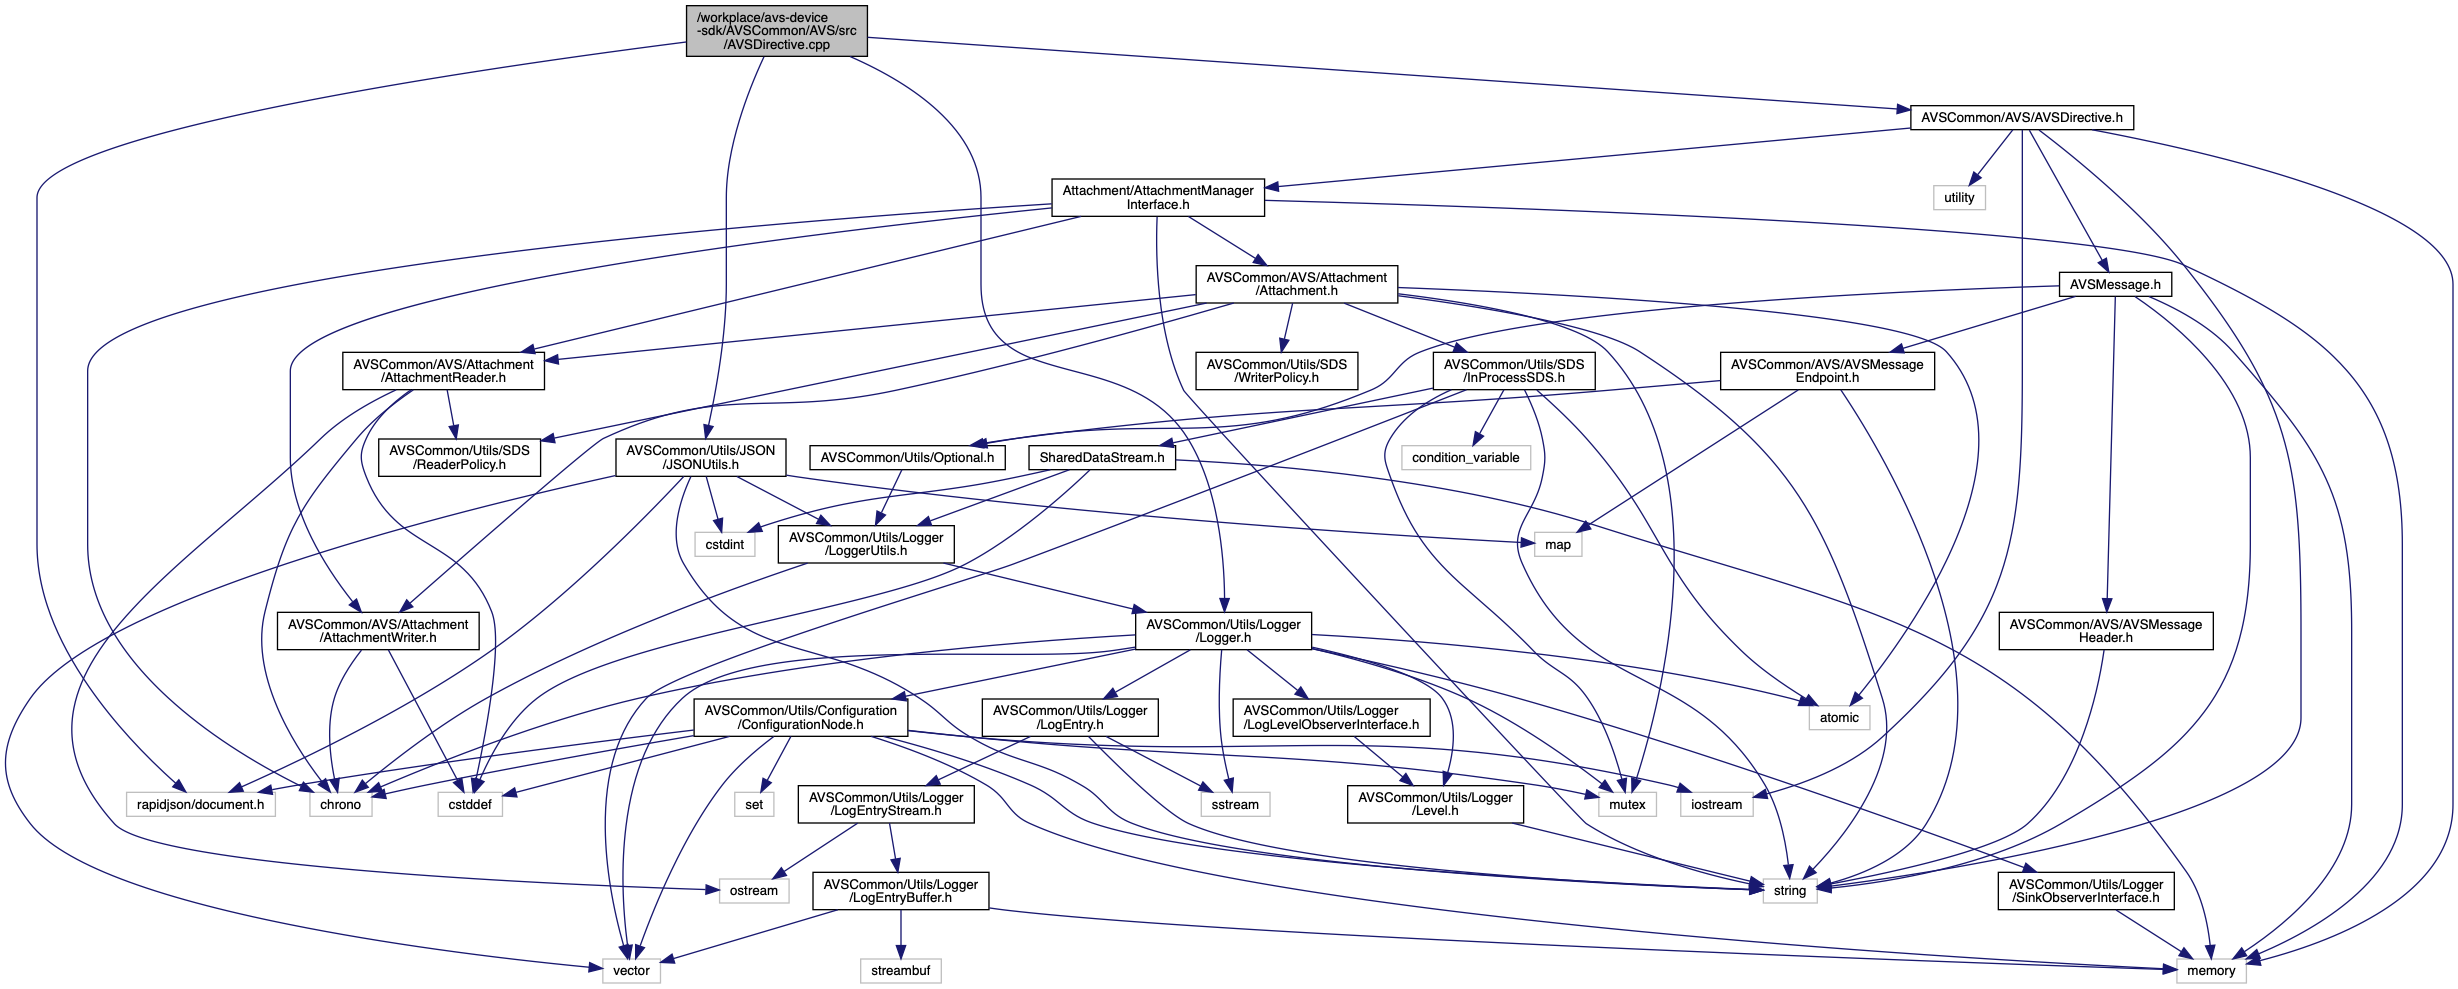 /workplace/avs-device
-sdk/AVSCommon/AVS/src
/AVSDirective.cpp
AVSCommon/AVS/AVSDirective.h
Attachment/AttachmentManager
Interface.h
utility
AVSCommon/AVS/Attachment
/Attachment.h
AVSMessage.h
AVSCommon/AVS/Attachment
/AttachmentReader.h
AVSCommon/Utils/SDS
/WriterPolicy.h
AVSCommon/Utils/SDS
/InProcessSDS.h
AVSCommon/AVS/AVSMessage
Endpoint.h
AVSCommon/Utils/SDS
/ReaderPolicy.h
AVSCommon/Utils/JSON
/JSONUtils.h
AVSCommon/Utils/Optional.h
SharedDataStream.h
condition_variable
cstdint
AVSCommon/Utils/Logger
/LoggerUtils.h
map
AVSCommon/AVS/Attachment
/AttachmentWriter.h
AVSCommon/Utils/Logger
/Logger.h
AVSCommon/AVS/AVSMessage
Header.h
AVSCommon/Utils/Configuration
/ConfigurationNode.h
AVSCommon/Utils/Logger
/LogEntry.h
AVSCommon/Utils/Logger
/LogLevelObserverInterface.h
atomic
rapidjson/document.h
chrono
cstddef
set
AVSCommon/Utils/Logger
/LogEntryStream.h
sstream
AVSCommon/Utils/Logger
/Level.h
mutex
iostream
ostream
AVSCommon/Utils/Logger
/LogEntryBuffer.h
string
AVSCommon/Utils/Logger
/SinkObserverInterface.h
vector
streambuf
memory